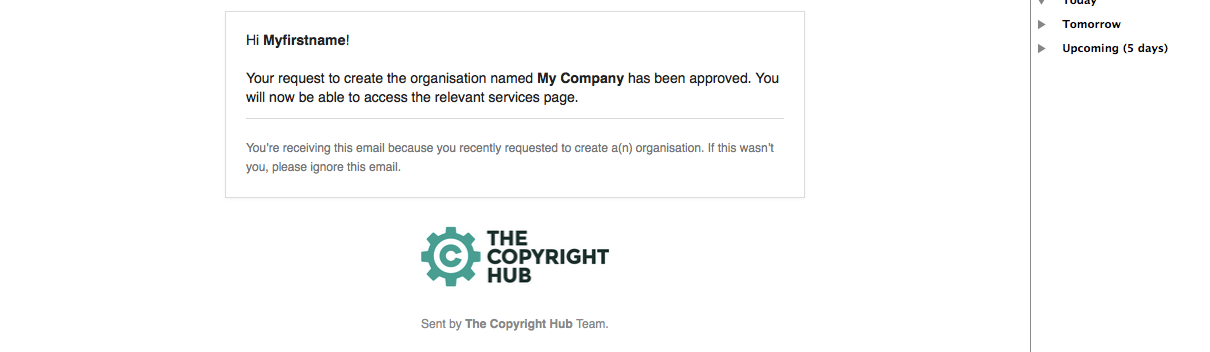 Hi Myfirstname!
Your request to create the organisation named My Company has been approved. You
will now be able to access the relevant services page.
You're receiving this email because you recently requested to create a(n) organisation. If this wasn't
you, please ignore this email.
C THE
COPYRIGHT
HUB
Sent by The Copyright Hub Team.
Today
Tomorrow
Upcoming (5 days)